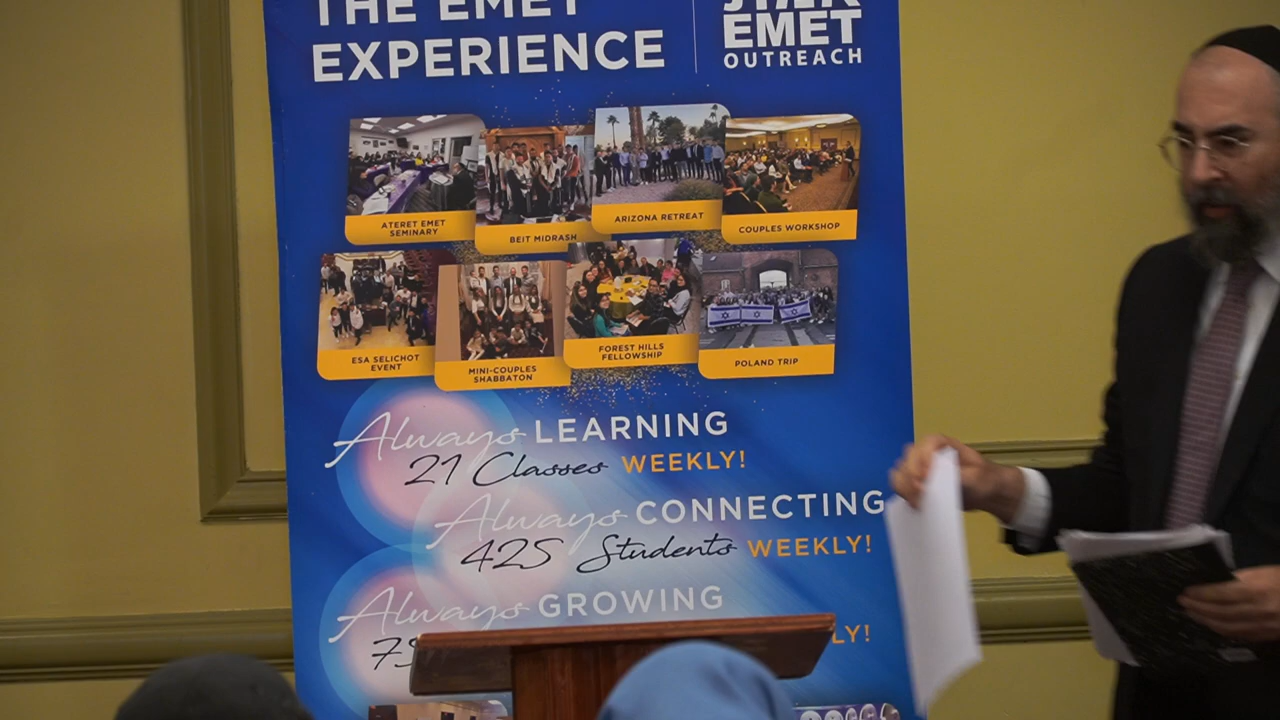 THE EMET
EXPERIENCE
EMET
OUTREACH
ATERET EMET
SEMINARY
BEIT MIDRASH
ARIZONA RETREAT
COUPLES WORKSHOP
ESA SELICHOT
EVENT
MINI-COUPLES
SHABBATON
FOREST HILLS
FELLOWSHIP
POLAND TRIP
Always LEARNING
21 Classes WEEKLY!
Always CONNECTING
425 Students WEEKLY!
Always GROWING
LY!